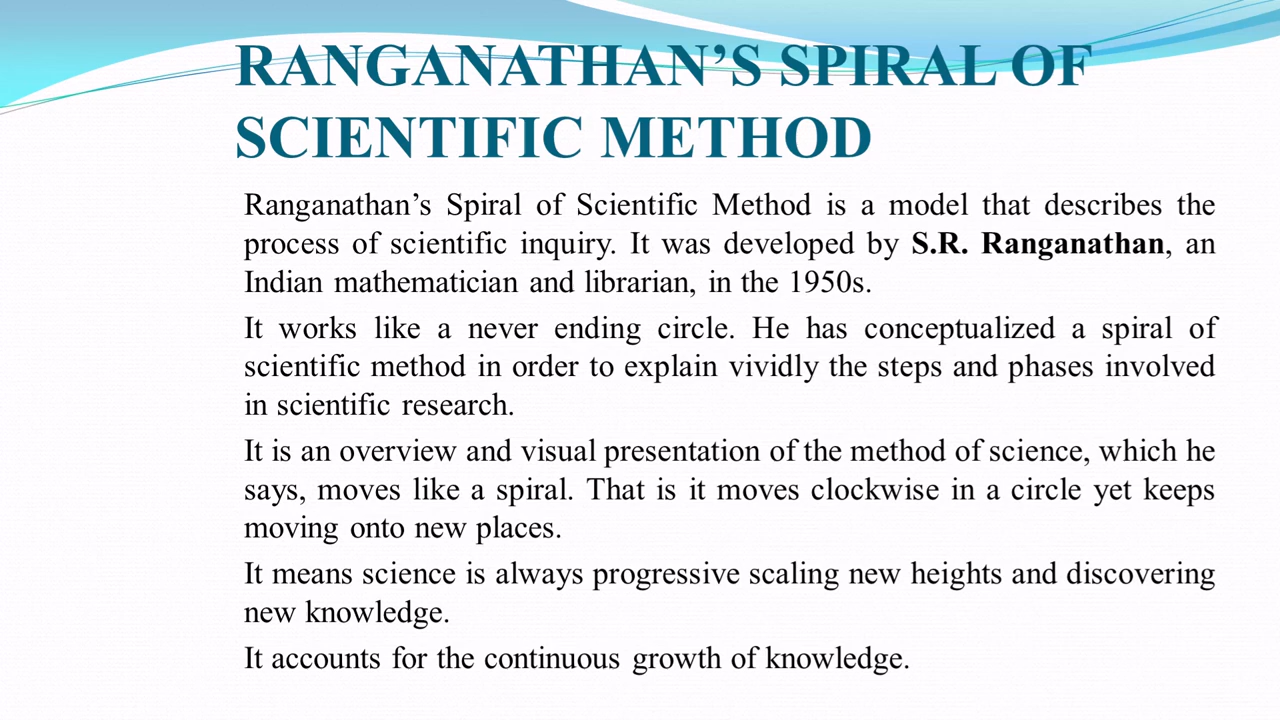 RANGANATHAN’S SPIRAL OF
SCIENTIFIC METHOD
Ranganathan’s Spiral of Scientific Method is a model that describes the
process of scientific inquiry. It was developed by S.R. Ranganathan, an
Indian mathematician and librarian, in the 1950s.
It works like a never ending circle. He has conceptualized a spiral of
scientific method in order to explain vividly the steps and phases involved
in scientific research.
It is an overview and visual presentation of the method of science, which he
says, moves like a spiral. That is it moves clockwise in a circle yet keeps
moving onto new places.
It means science is always progressive scaling new heights and discovering
new knowledge.
It accounts for the continuous growth of knowledge.